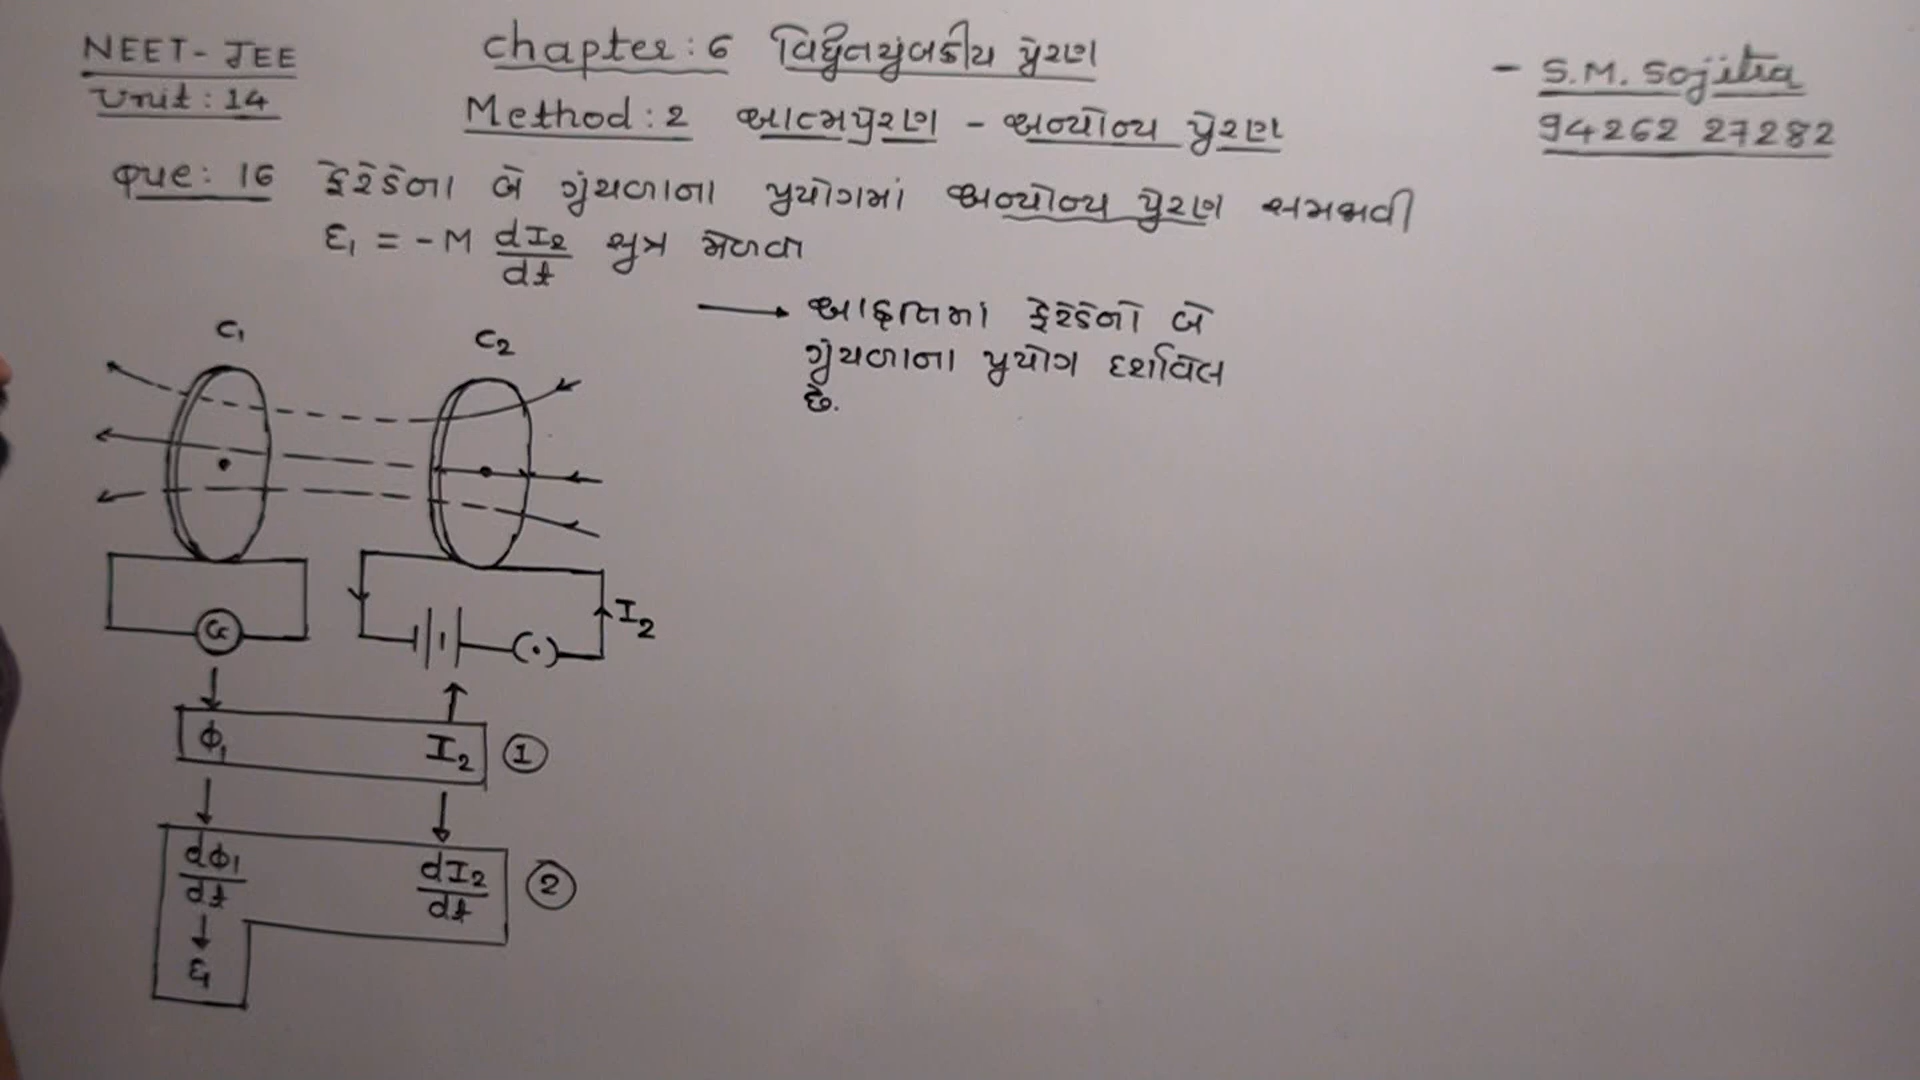 NEET - JEE
Unit : 14
Chapter : 6 વિદ્યુતચુંબકીય પ્રેરણ
Method : 2 આત્મપ્રેરણ - અન્યોન્ય પ્રેરણ
- S.M. Sojitra
94262 27282
Que : 16 ફેરેડેના બે ગૂંચળાના પ્રયોગમાં અન્યોન્ય પ્રેરણ સમજાવી
ε₁ = - M dI₂/dt સૂત્ર મેળવો
→ આકૃતિમાં ફેરેડેનો બે
ગૂંચળાના પ્રયોગ દર્શાવેલ
છે.
C₁
C₂
G
I₂
ϕ₁ I₂ ①
dϕ₁/dt dI₂/dt ②
ε₁